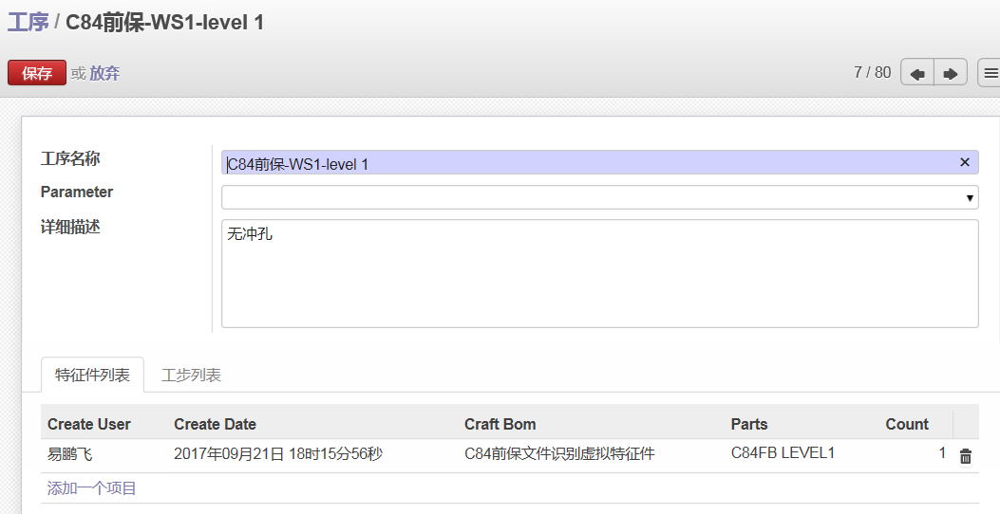 工序 / C84前保-WS1-level 1
保存 或 放弃
7 / 80
工序名称
C84前保-WS1-level 1
Parameter
详细描述
无冲孔
特征件列表 工步列表
Create User Create Date Craft Bom Parts Count
易鹏飞 2017年09月21日 18时15分56秒 C84前保文件识别虚拟特征件 C84FB LEVEL1 1
添加一个项目